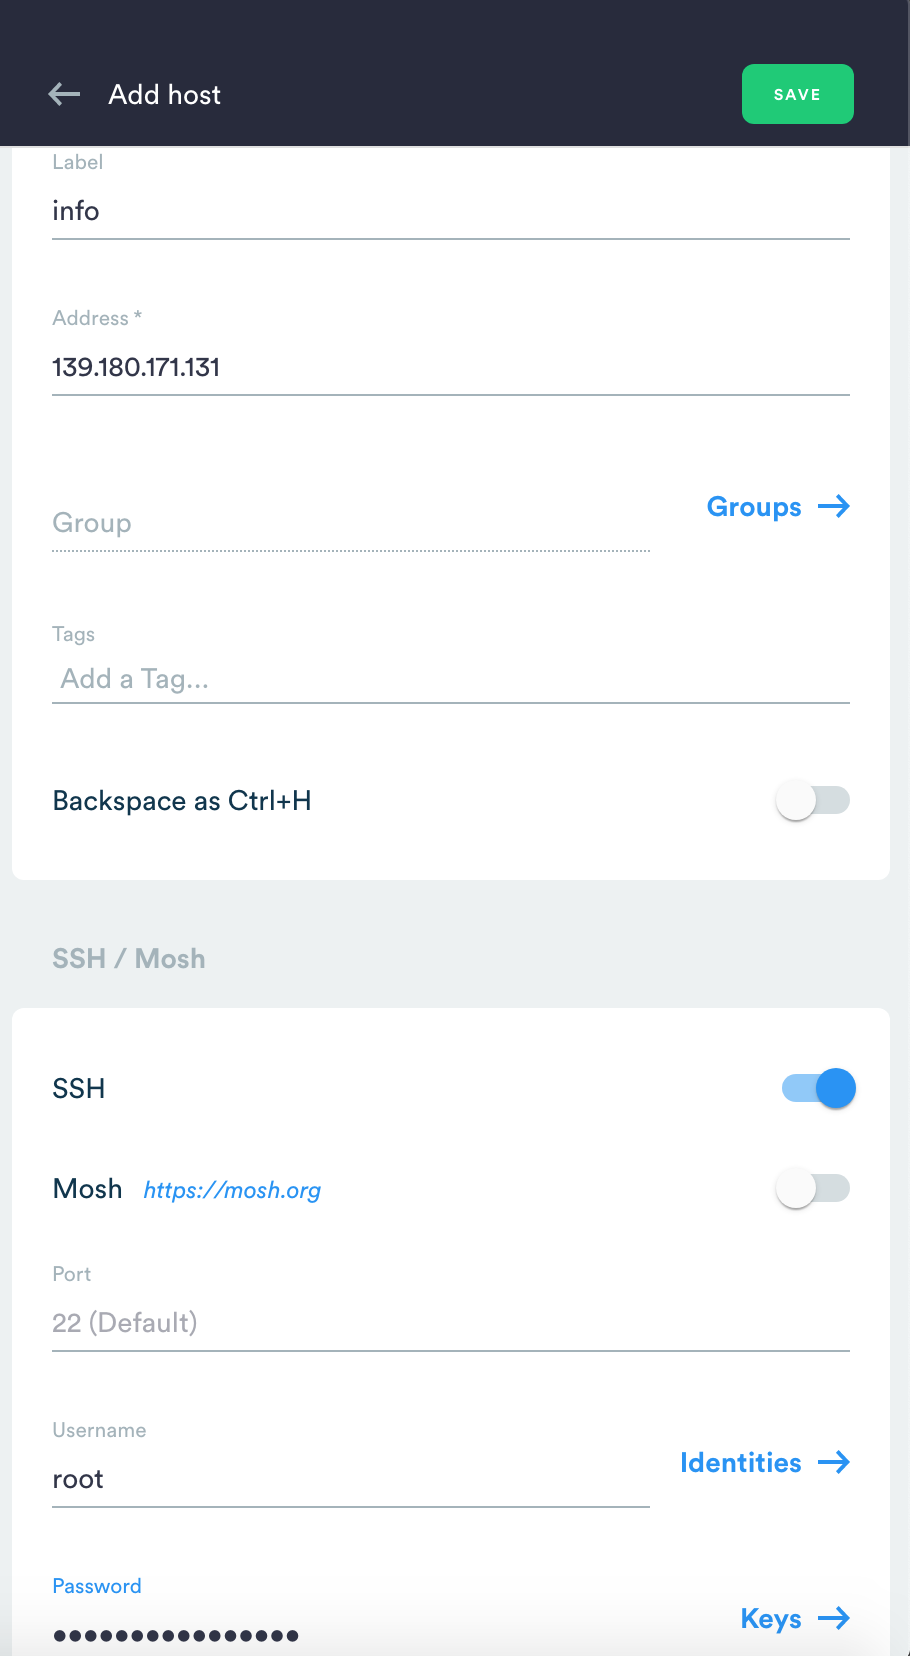 Add host
SAVE
Label
info
Address *
139.180.171.131
Group
Groups
Tags
Add a Tag...
Backspace as Ctrl+H
SSH / Mosh
SSH
Mosh https://mosh.org
Port
22 (Default)
Username
root
Identities
Password
••••••••••••••••
Keys